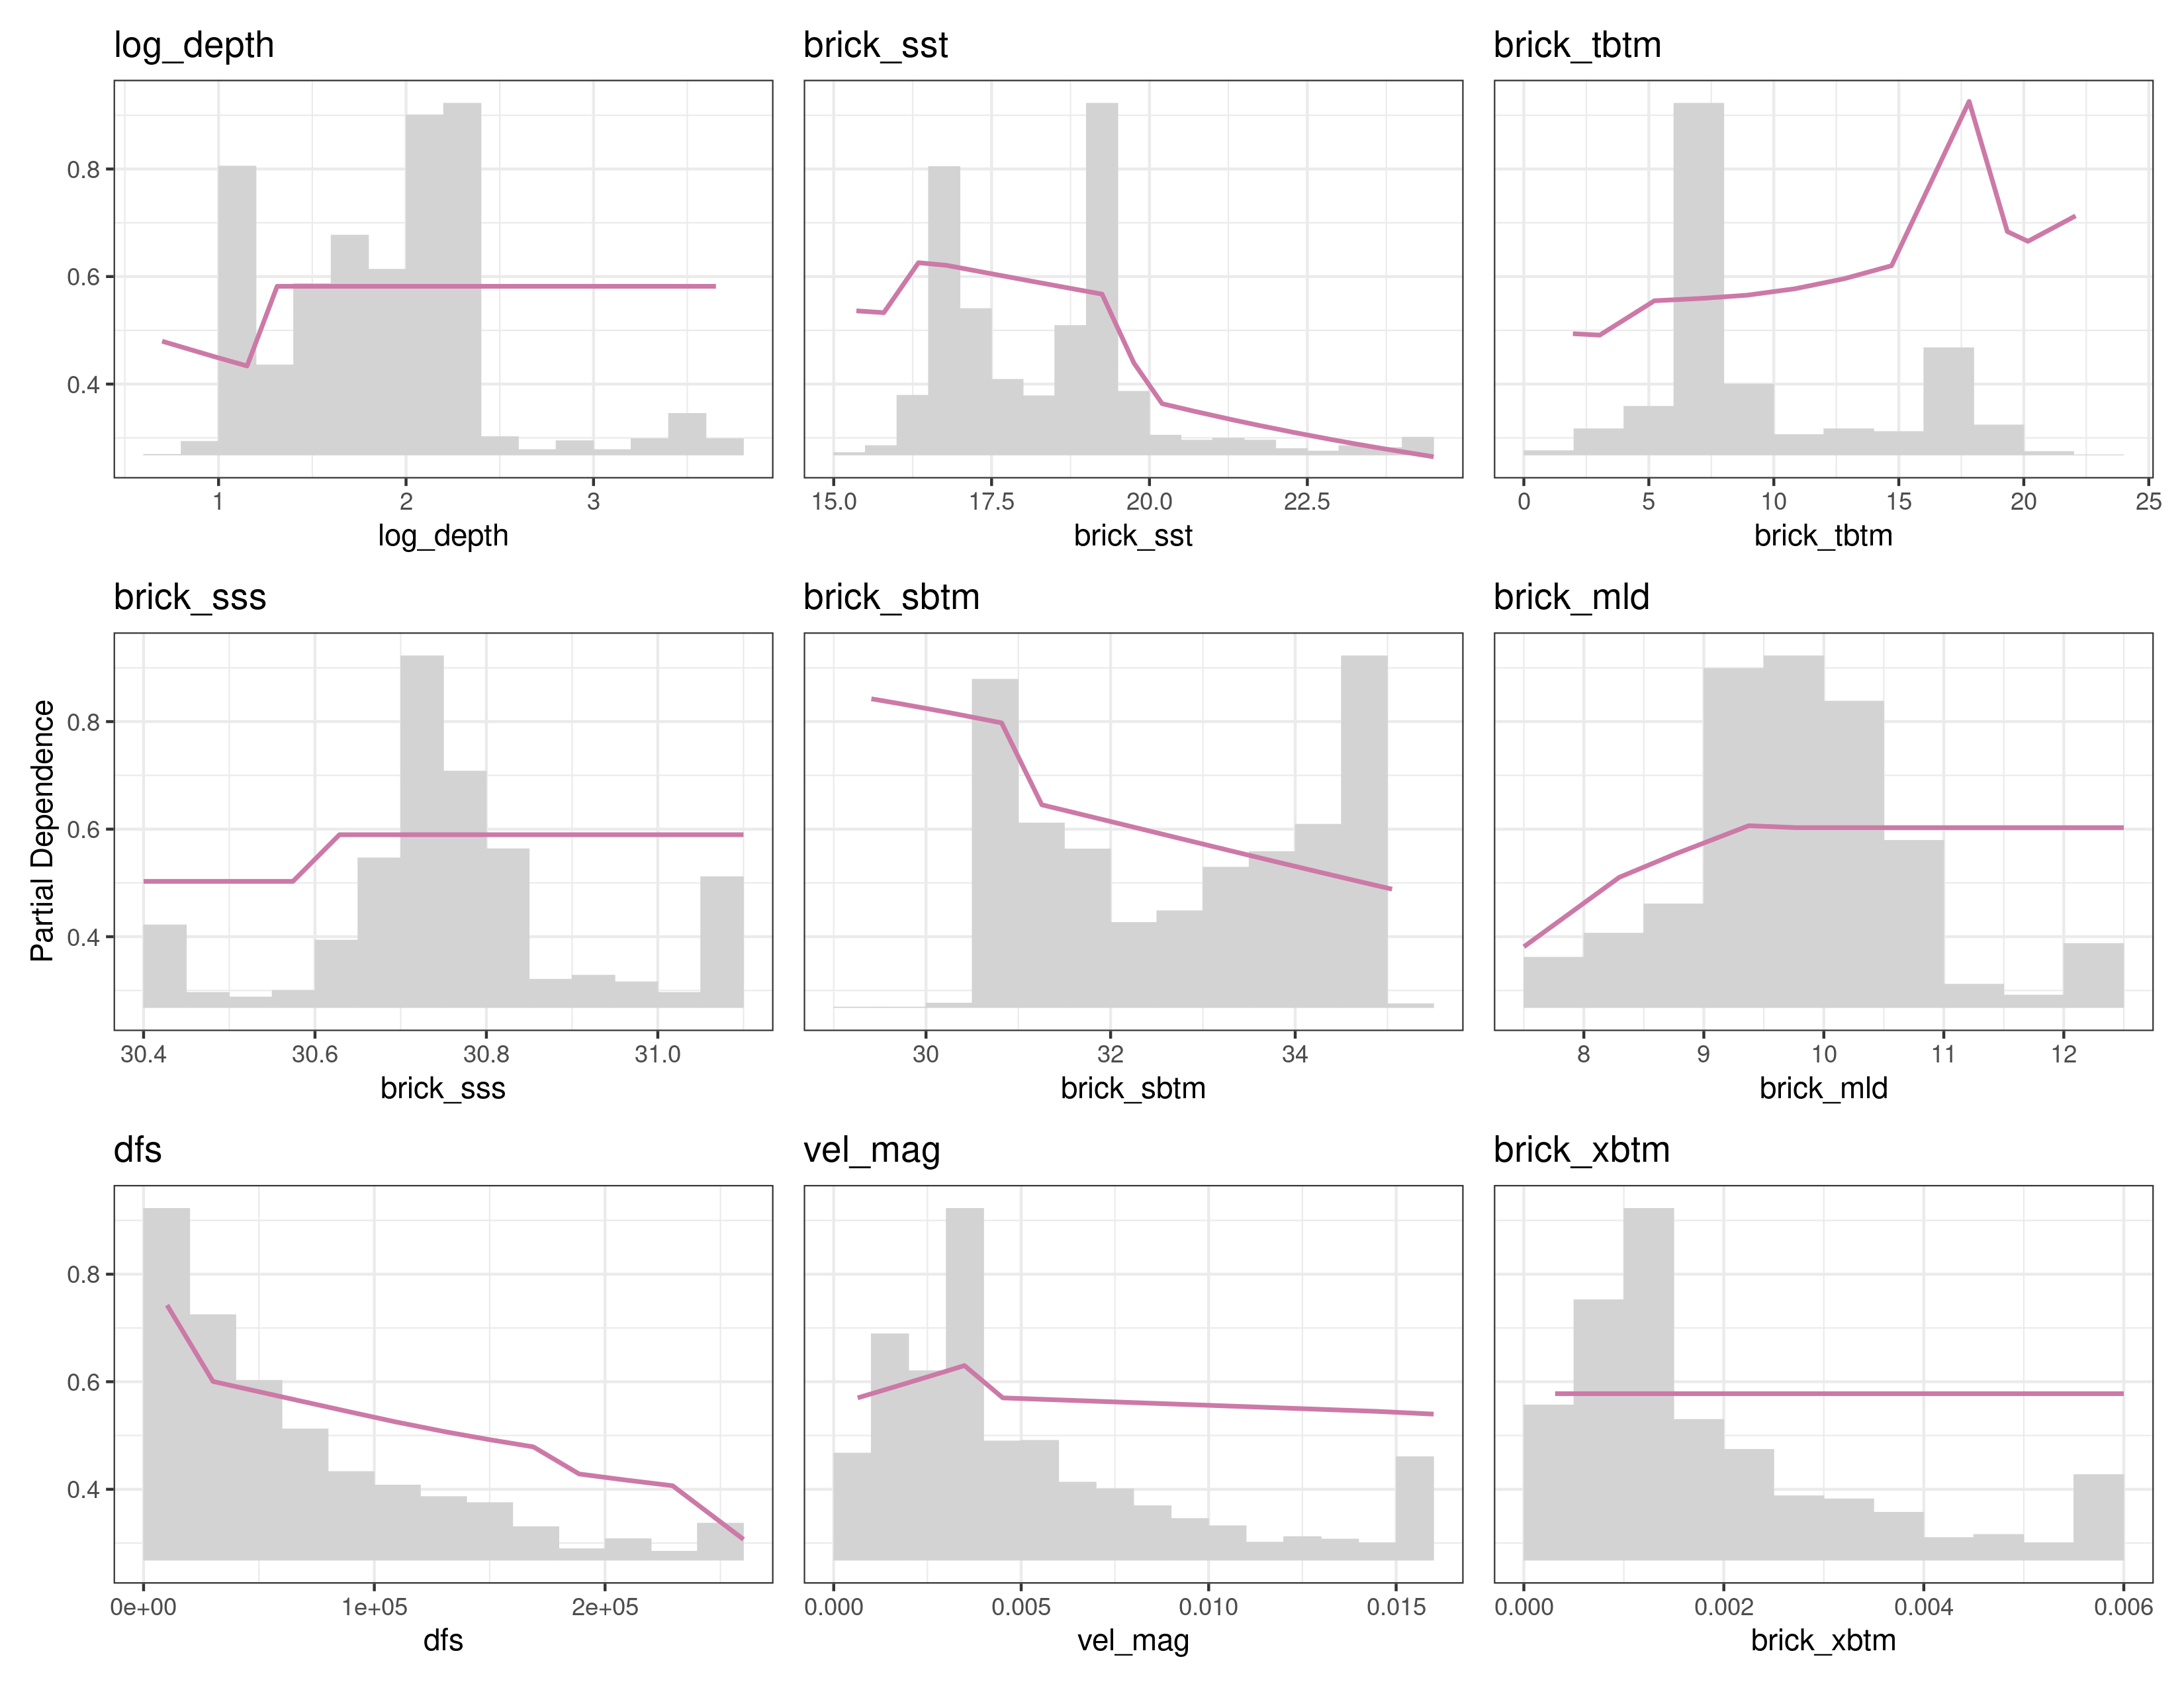 log_depth brick_sst brick_tbtm
0.8
0.6
0.4
1 2 3 15.0 17.5 20.0 22.5 0 5 10 15 20 25
log_depth brick_sst brick_tbtm
brick_sss brick_sbtm brick_mld
Partial Dependence
0.8
0.6
0.4
30.4 30.6 30.8 31.0 30 32 34 8 9 10 11 12
brick_sss brick_sbtm brick_mld
dfs vel_mag brick_xbtm
0.8
0.6
0.4
0e+00 1e+05 2e+05 0.000 0.005 0.010 0.015 0.000 0.002 0.004 0.006
dfs vel_mag brick_xbtm